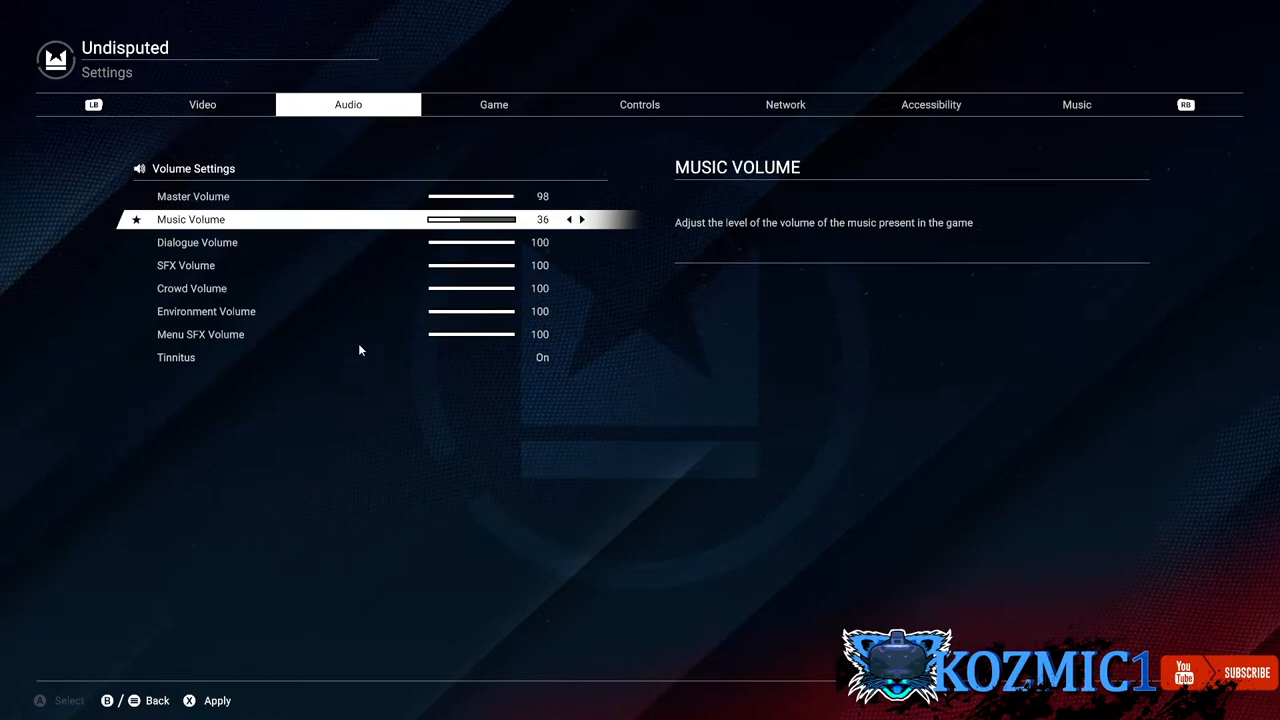 Undisputed
Settings
LB Video Audio Game Controls Network Accessibility Music RB
Volume Settings
Master Volume 98
Music Volume 36
Dialogue Volume 100
SFX Volume 100
Crowd Volume 100
Environment Volume 100
Menu SFX Volume 100
Tinnitus On
MUSIC VOLUME
Adjust the level of the volume of the music present in the game
A Select B / Back X Apply
KOZMIC1
You Tube SUBSCRIBE